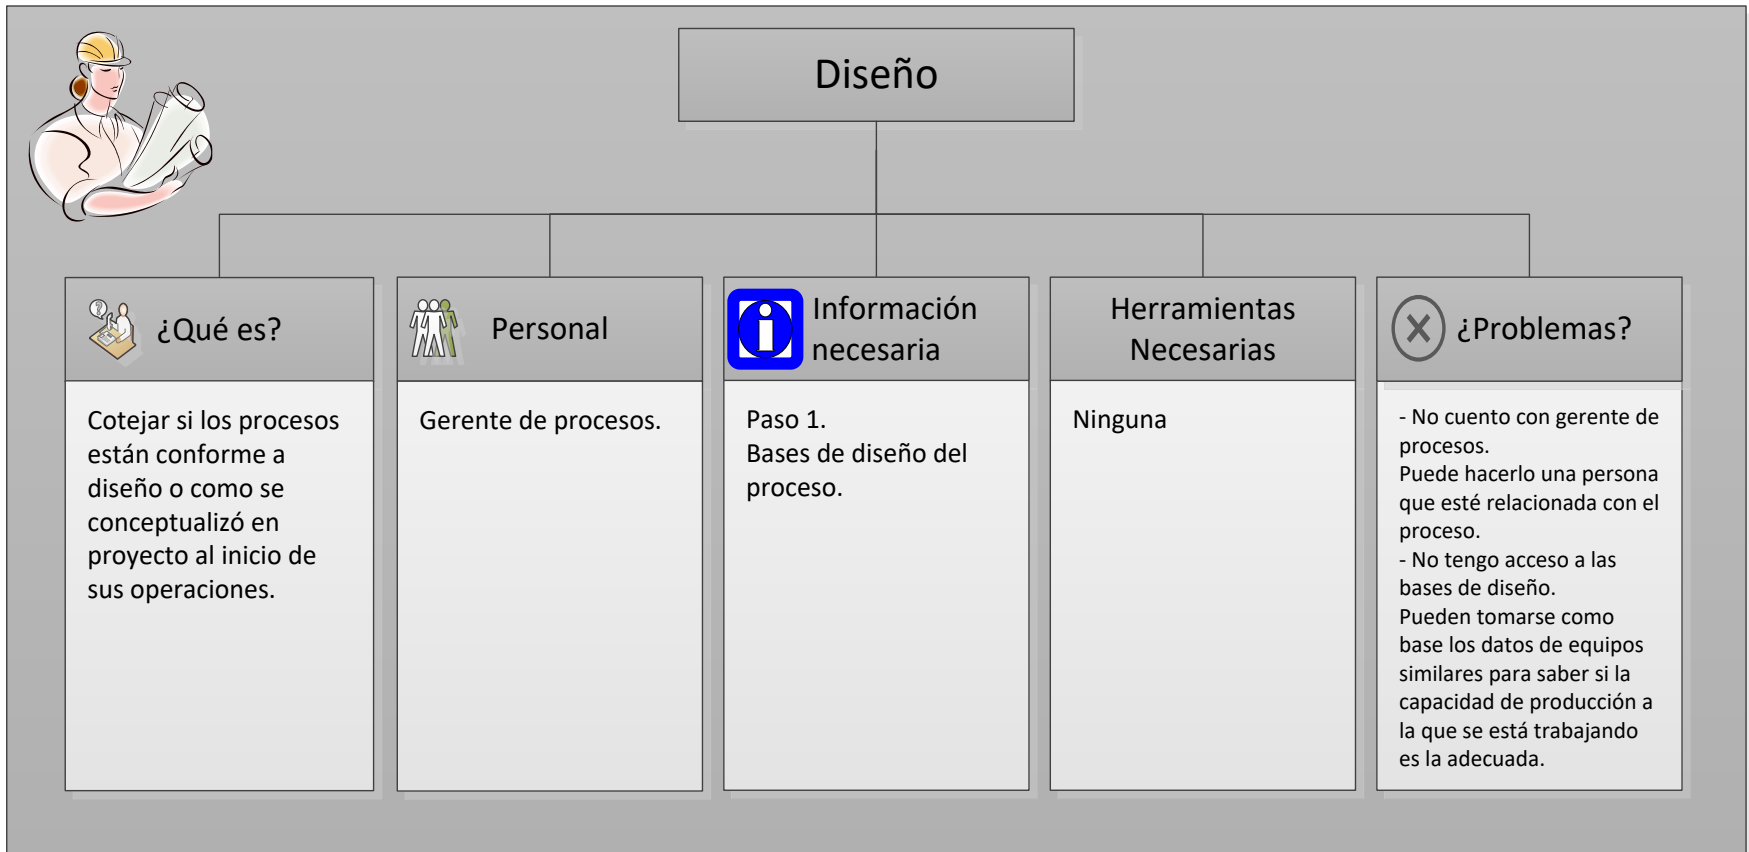 Diseño
¿Qué es?
Cotejar si los procesos
están conforme a
diseño o como se
conceptualizó en
proyecto al inicio de
sus operaciones.
Personal
Gerente de procesos.
Información
necesaria
Paso 1.
Bases de diseño del
proceso.
Herramientas
Necesarias
Ninguna
¿Problemas?
- No cuento con gerente de
procesos.
Puede hacerlo una persona
que esté relacionada con el
proceso.
- No tengo acceso a las
bases de diseño.
Pueden tomarse como
base los datos de equipos
similares para saber si la
capacidad de producción a
la que se está trabajando
es la adecuada.